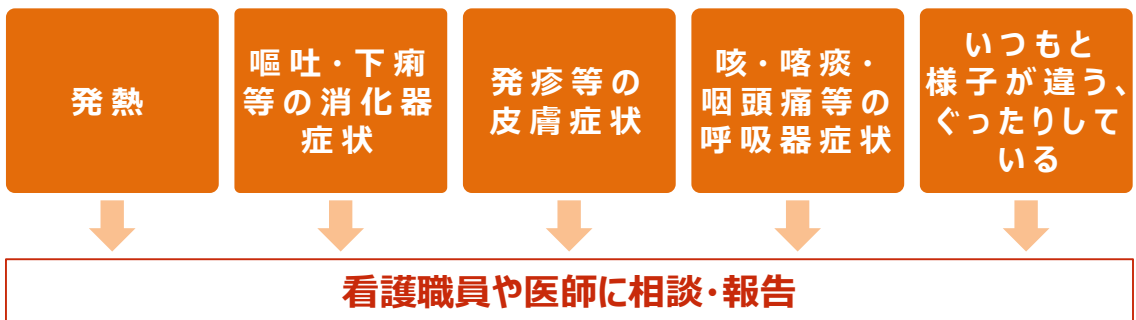 発熱
嘔吐・下痢
等の消化器
症状
発疹等の
皮膚症状
咳・喀痰・
咽頭痛等の
呼吸器症状
いつもと
様子が違う、
ぐったりして
いる
看護職員や医師に相談・報告